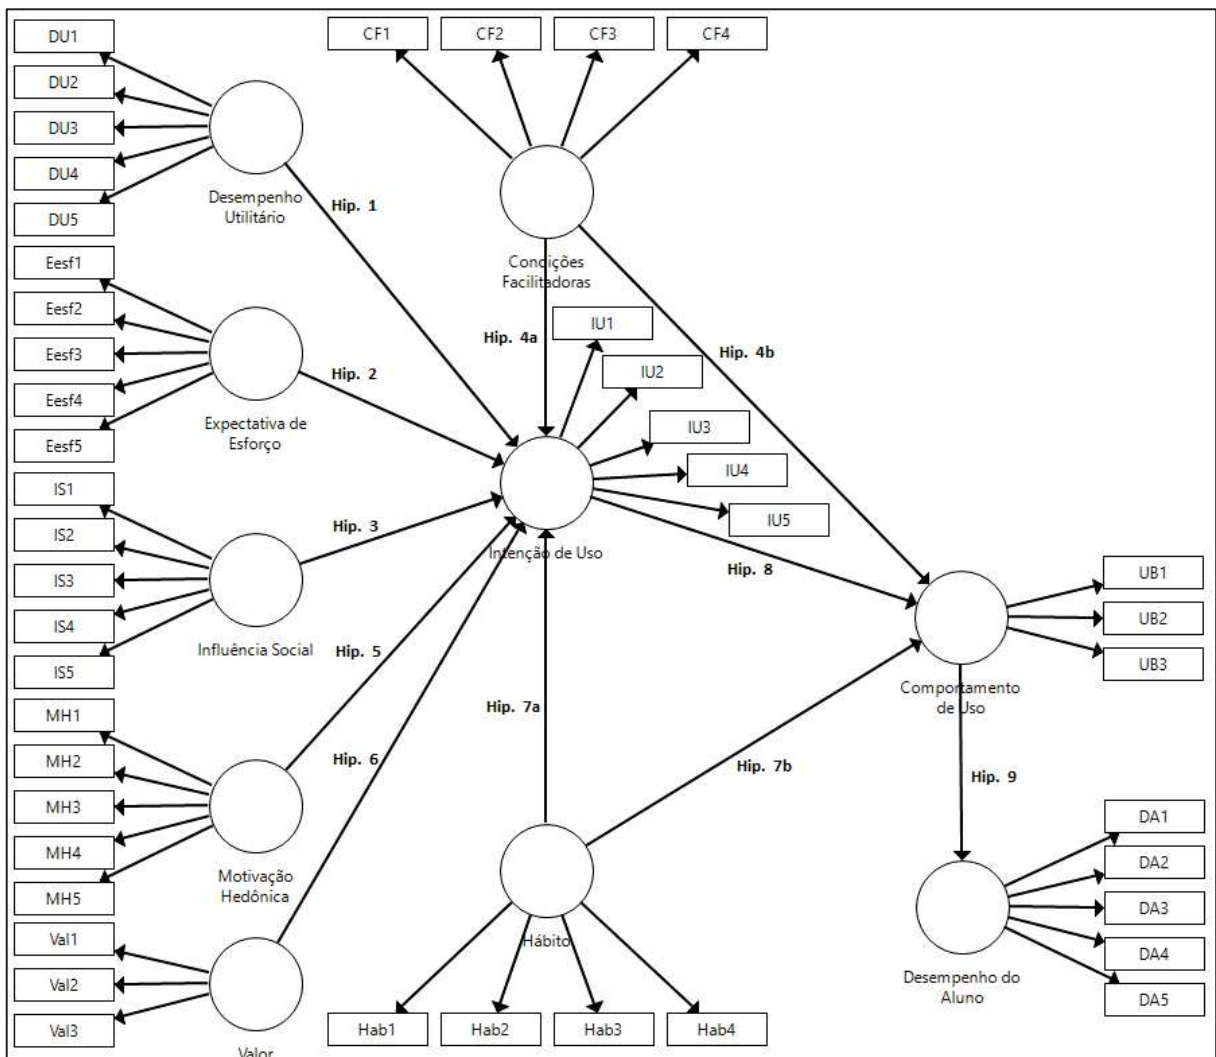 DU1
DU2
DU3
DU4
DU5
Desempenho
Utilitário
Hip. 1
CF1
CF2
CF3
CF4
Condições
Facilitadoras
Hip. 4a
Hip. 4b
Eesf1
Eesf2
Eesf3
Eesf4
Eesf5
Expectativa de
Esforço
Hip. 2
IU1
IU2
IU3
IU4
IU5
Intenção de Uso
IS1
IS2
IS3
IS4
IS5
Influência Social
Hip. 3
Hip. 8
UB1
UB2
UB3
Comportamento
de Uso
MH1
MH2
MH3
MH4
MH5
Motivação
Hedônica
Hip. 5
Hip. 6
Hip. 7a
Hip. 7b
Hip. 9
Val1
Val2
Val3
Valor
Hábito
Hab1
Hab2
Hab3
Hab4
DA1
DA2
DA3
DA4
DA5
Desempenho do
Aluno